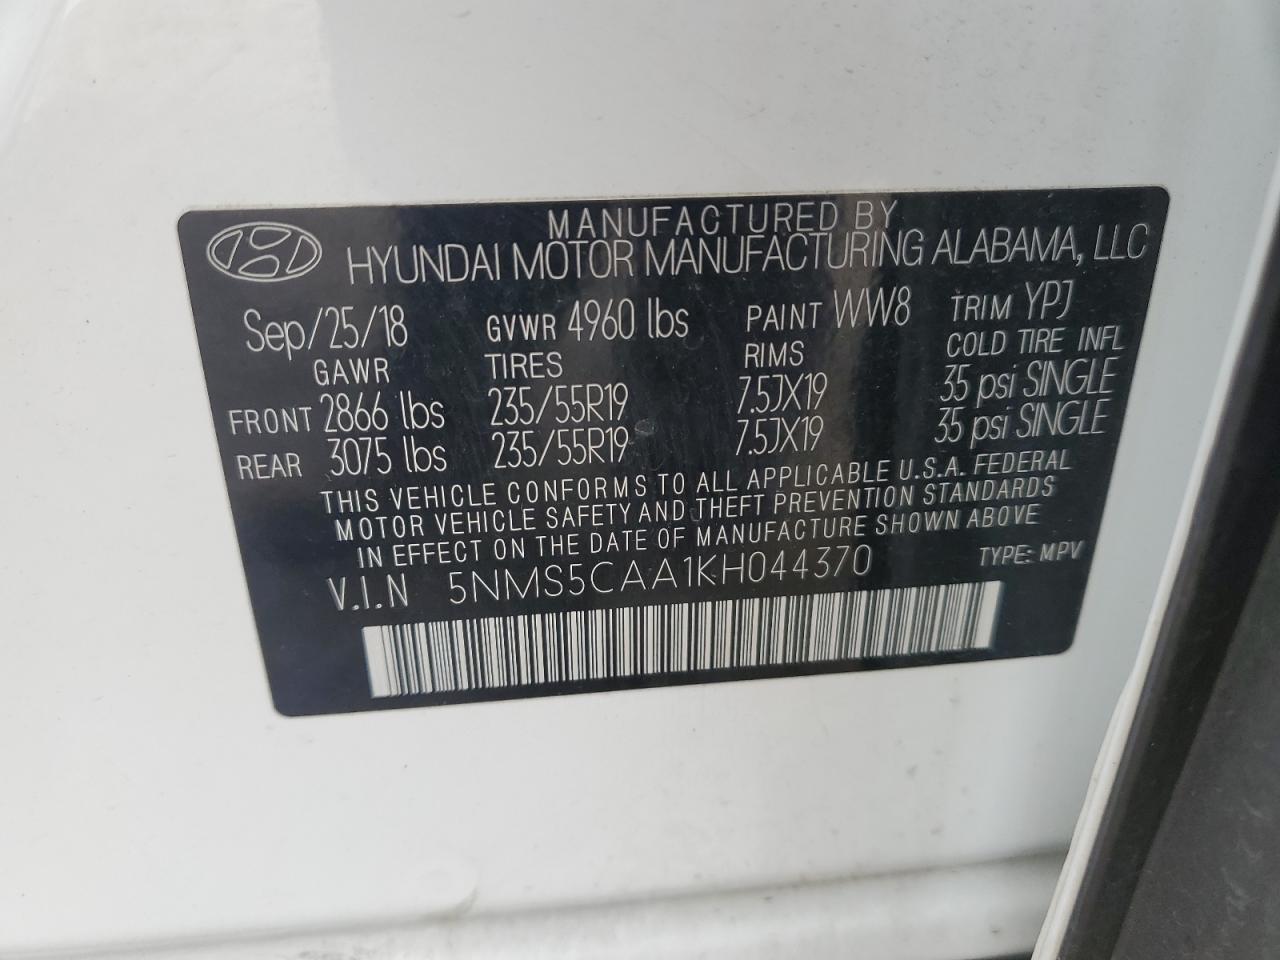 MANUFACTURED BY
HYUNDAI MOTOR MANUFACTURING ALABAMA, LLC
Sep/25/18 GVWR 4960 lbs PAINT WW8 TRIM YPJ
GAWR TIRES RIMS COLD TIRE INFL
FRONT 2866 lbs 235/55R19 7.5JX19 35 psi SINGLE
REAR 3075 lbs 235/55R19 7.5JX19 35 psi SINGLE
THIS VEHICLE CONFORMS TO ALL APPLICABLE U.S.A. FEDERAL
MOTOR VEHICLE SAFETY AND THEFT PREVENTION STANDARDS
IN EFFECT ON THE DATE OF MANUFACTURE SHOWN ABOVE
V.I.N 5NMS5CAA1KH044370 TYPE: MPV